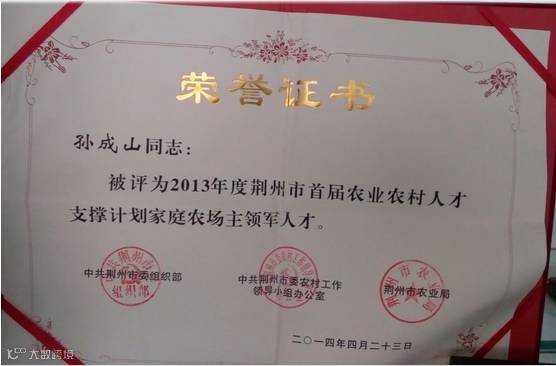 荣誉证书
孙成山同志：
被评为2013年度荆州市首届农业农村人才
支撑计划家庭农场主领军人才。
中共荆州市委组织部
中共荆州市委农村工作
领导小组办公室
荆州市农业局
二〇一四年四月二十三日
大数跨境